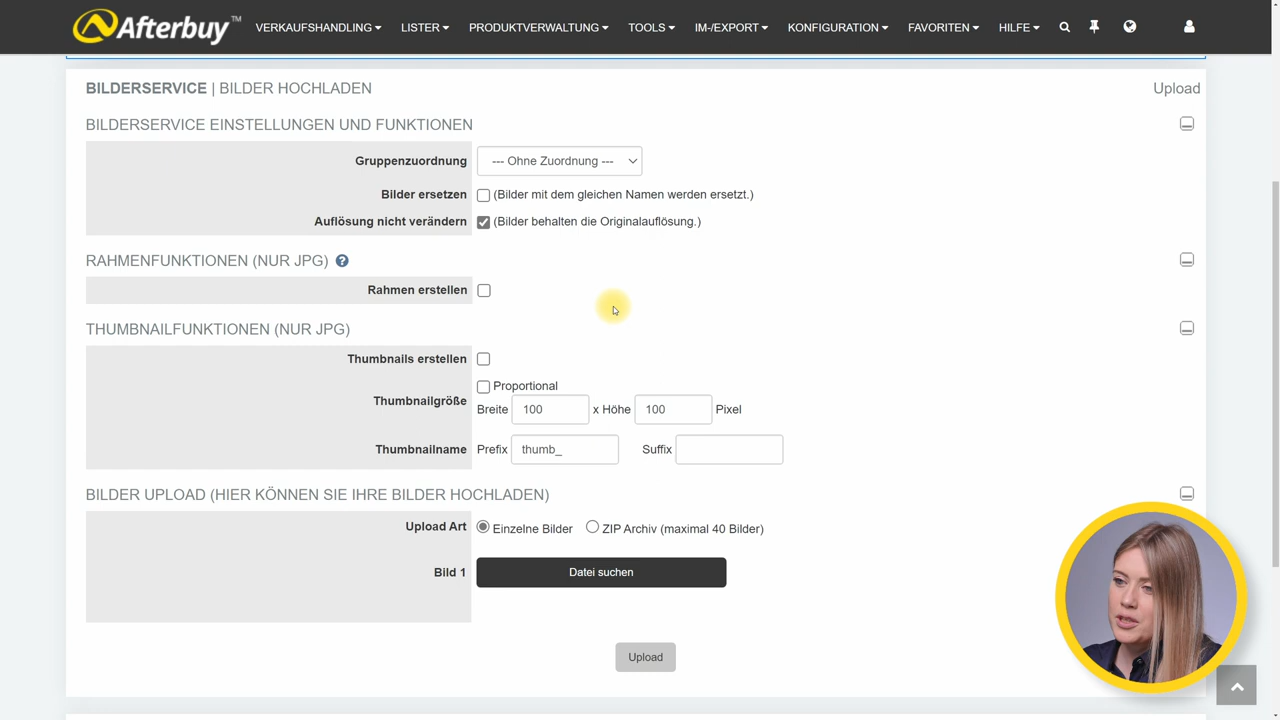 Afterbuy™ VERKAUFSHANDLING LISTER PRODUKTVERWALTUNG TOOLS IM-/EXPORT KONFIGURATION FAVORITEN HILFE
BILDERSERVICE | BILDER HOCHLADEN Upload
BILDERSERVICE EINSTELLUNGEN UND FUNKTIONEN
Gruppenzuordnung --- Ohne Zuordnung ---
Bilder ersetzen (Bilder mit dem gleichen Namen werden ersetzt.)
Auflösung nicht verändern (Bilder behalten die Originalauflösung.)
RAHMENFUNKTIONEN (NUR JPG) ?
Rahmen erstellen
THUMBNAILFUNKTIONEN (NUR JPG)
Thumbnails erstellen
Proportional
Thumbnailgröße
Breite 100 x Höhe 100 Pixel
Thumbnailname Prefix thumb_ Suffix
BILDER UPLOAD (HIER KÖNNEN SIE IHRE BILDER HOCHLADEN)
Upload Art Einzelne Bilder ZIP Archiv (maximal 40 Bilder)
Bild 1 Datei suchen
Upload